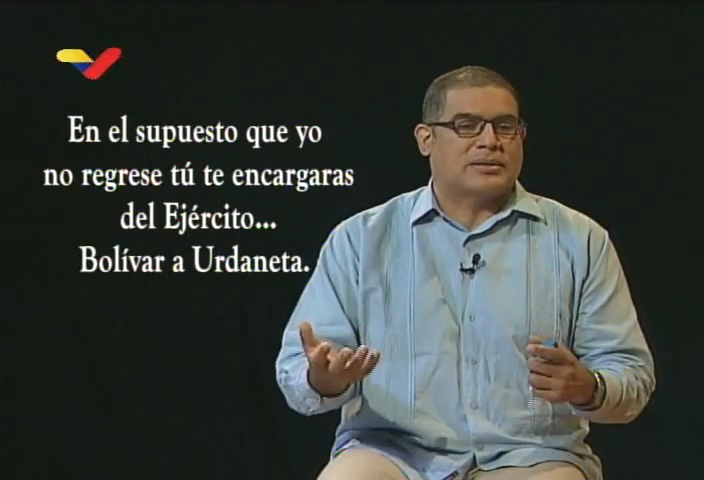 En el supuesto que yo
no regrese tú te encargaras
del Ejército...
Bolívar a Urdaneta.